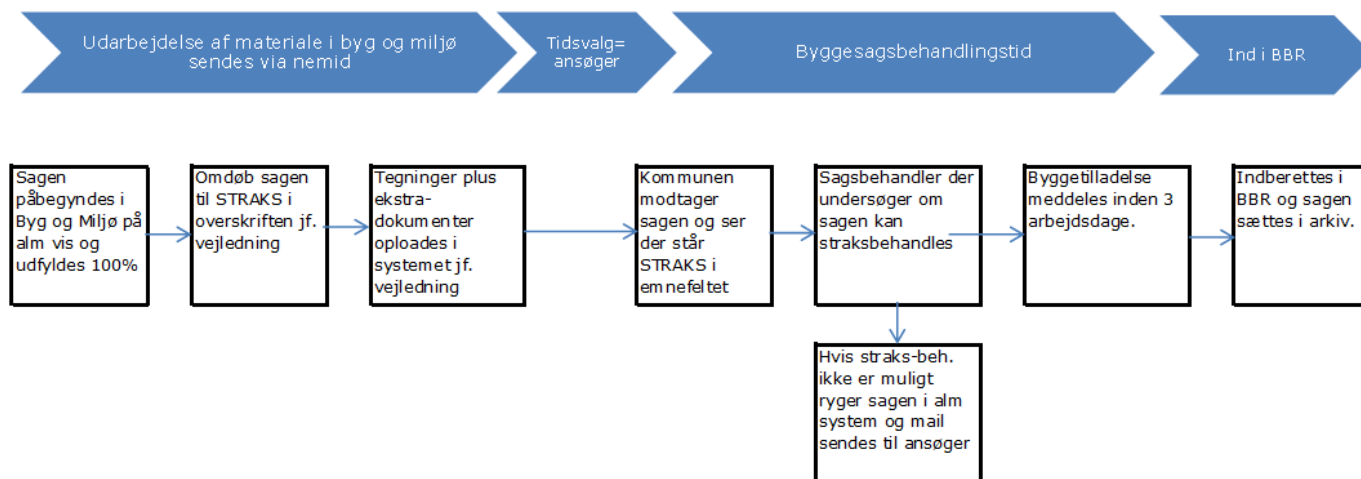 Udarbejdelse af materiale i byg og miljø
sendes via nemid
Tidsvalg=
ansøger
Byggesagsbehandlingstid
Ind i BBR
Sagen
påbegyndes i
Byg og Miljø på
alm vis og
udfyldes 100%
Omdøb sagen
til STRAKS i
overskriften jf.
vejledning
Tegninger plus
ekstra-
dokumenter
oploades i
systemet jf.
vejledning
Kommunen
modtager
sagen og ser
der står
STRAKS i
emnefeltet
Sagsbehandler der
undersøger om
sagen kan
straksbehandles
Byggetilladelse
meddeles inden 3
arbejdsdage.
Indberettes i
BBR og sagen
sættes i arkiv.
Hvis straks-beh.
ikke er muligt
ryger sagen i alm
system og mail
sendes til ansøger